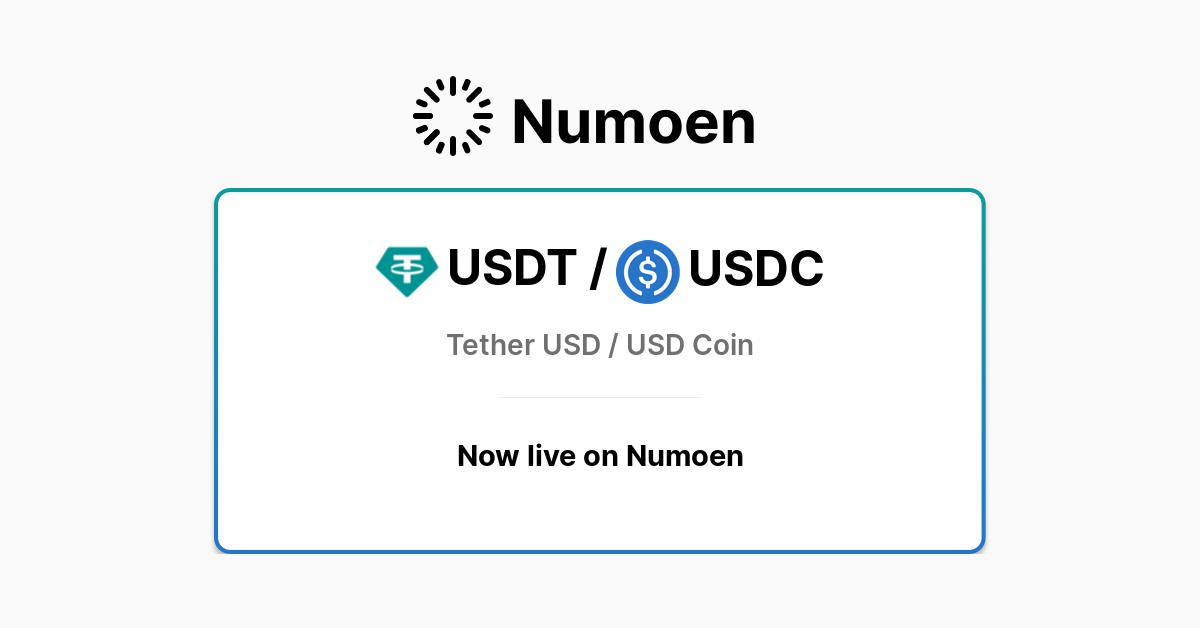 Numoen
USDT / USDC
Tether USD / USD Coin
Now live on Numoen